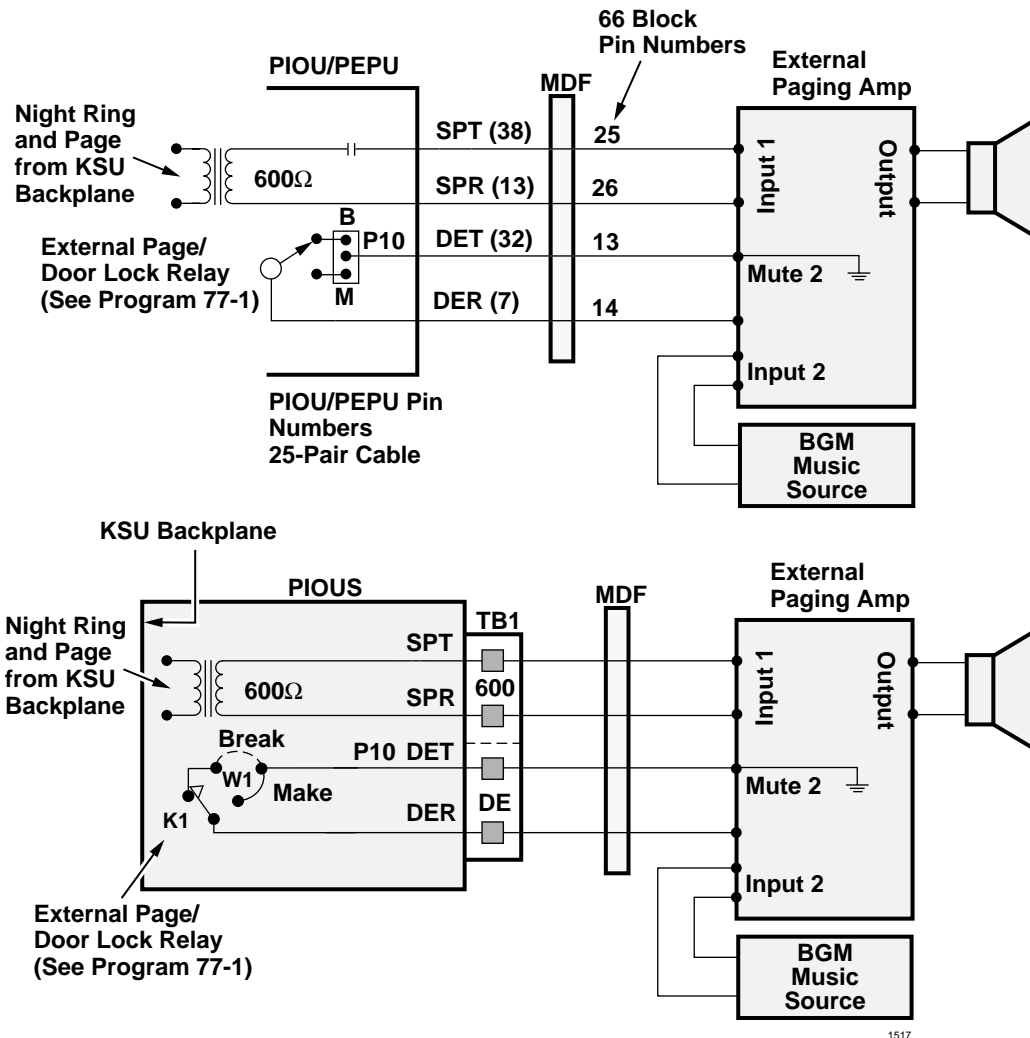 66 Block
Pin Numbers
PIOU/PEPU
MDF
External
Paging Amp
Night Ring
and Page
from KSU
Backplane
600Ω
SPT (38)
25
Input 1
Output
SPR (13)
26
B
P10
M
DET (32)
13
Mute 2
External Page/
Door Lock Relay
(See Program 77-1)
DER (7)
14
Input 2
PIOU/PEPU Pin
Numbers
25-Pair Cable
BGM
Music
Source
KSU Backplane
PIOUS
TB1
MDF
External
Paging Amp
Night Ring
and Page
from KSU
Backplane
600Ω
SPT
600
SPR
Input 1
Output
Break
W1
Make
K1
P10 DET
DE
DER
Mute 2
Input 2
External Page/
Door Lock Relay
(See Program 77-1)
BGM
Music
Source
1517